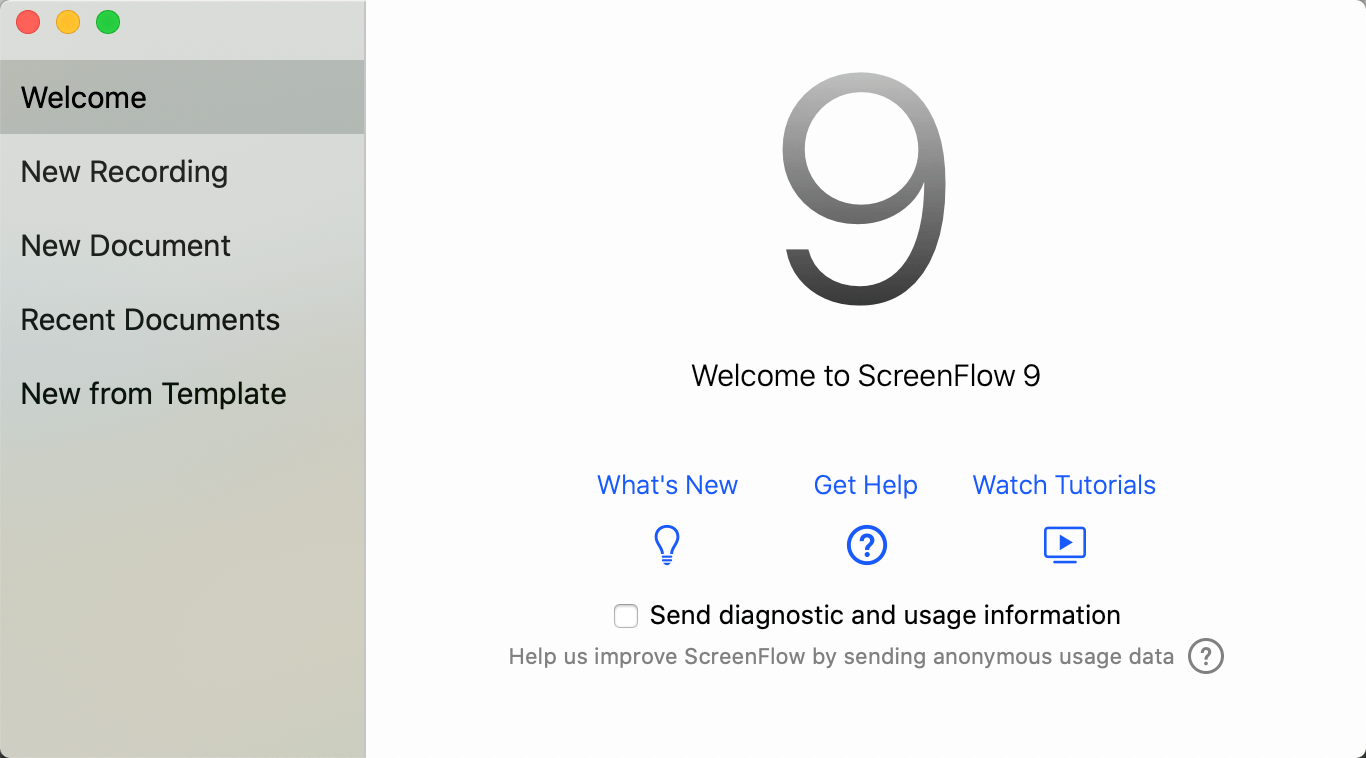 Welcome
New Recording
New Document
Recent Documents
New from Template
9
Welcome to ScreenFlow 9
What's New Get Help Watch Tutorials
?
Send diagnostic and usage information
Help us improve ScreenFlow by sending anonymous usage data ?